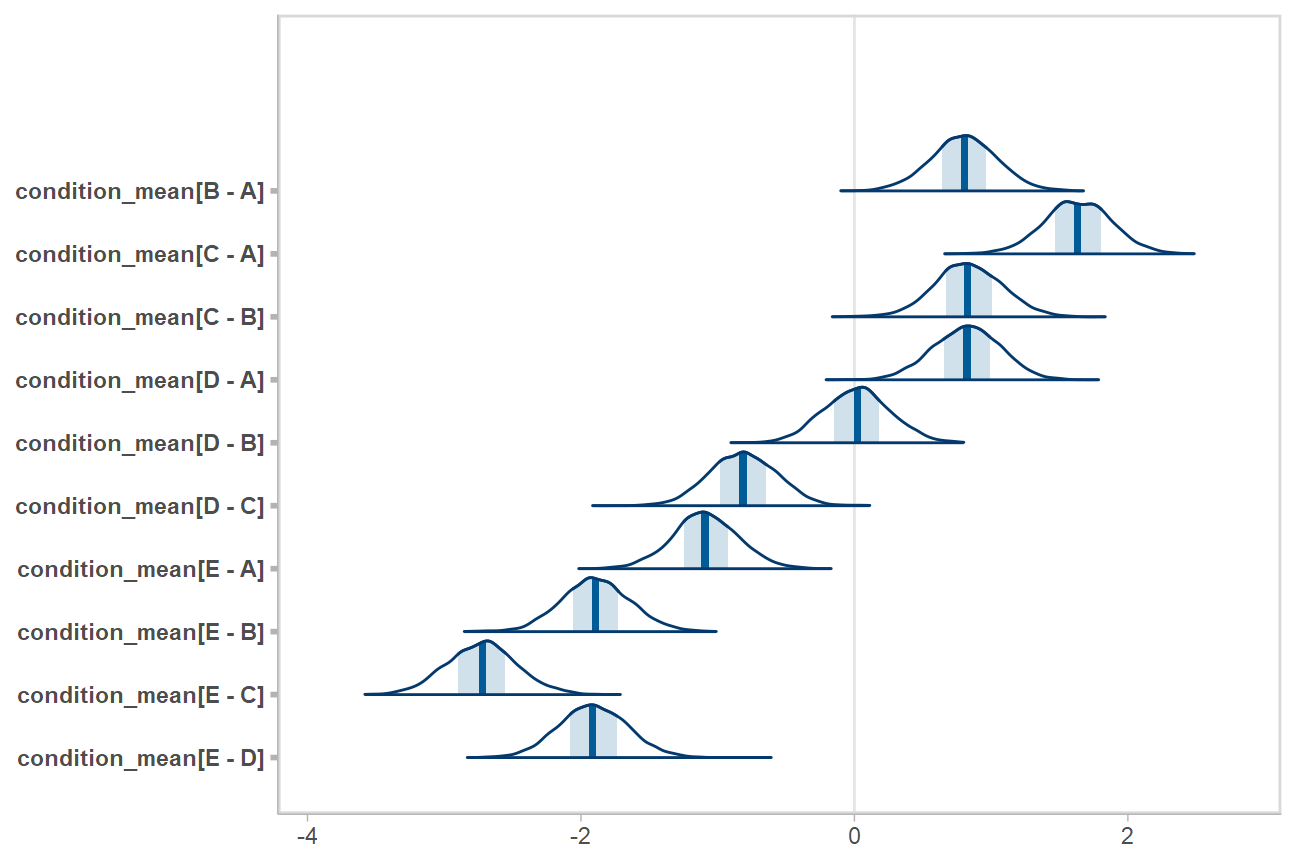 condition_mean[B - A]
condition_mean[C - A]
condition_mean[C - B]
condition_mean[D - A]
condition_mean[D - B]
condition_mean[D - C]
condition_mean[E - A]
condition_mean[E - B]
condition_mean[E - C]
condition_mean[E - D]
-4 -2 0 2